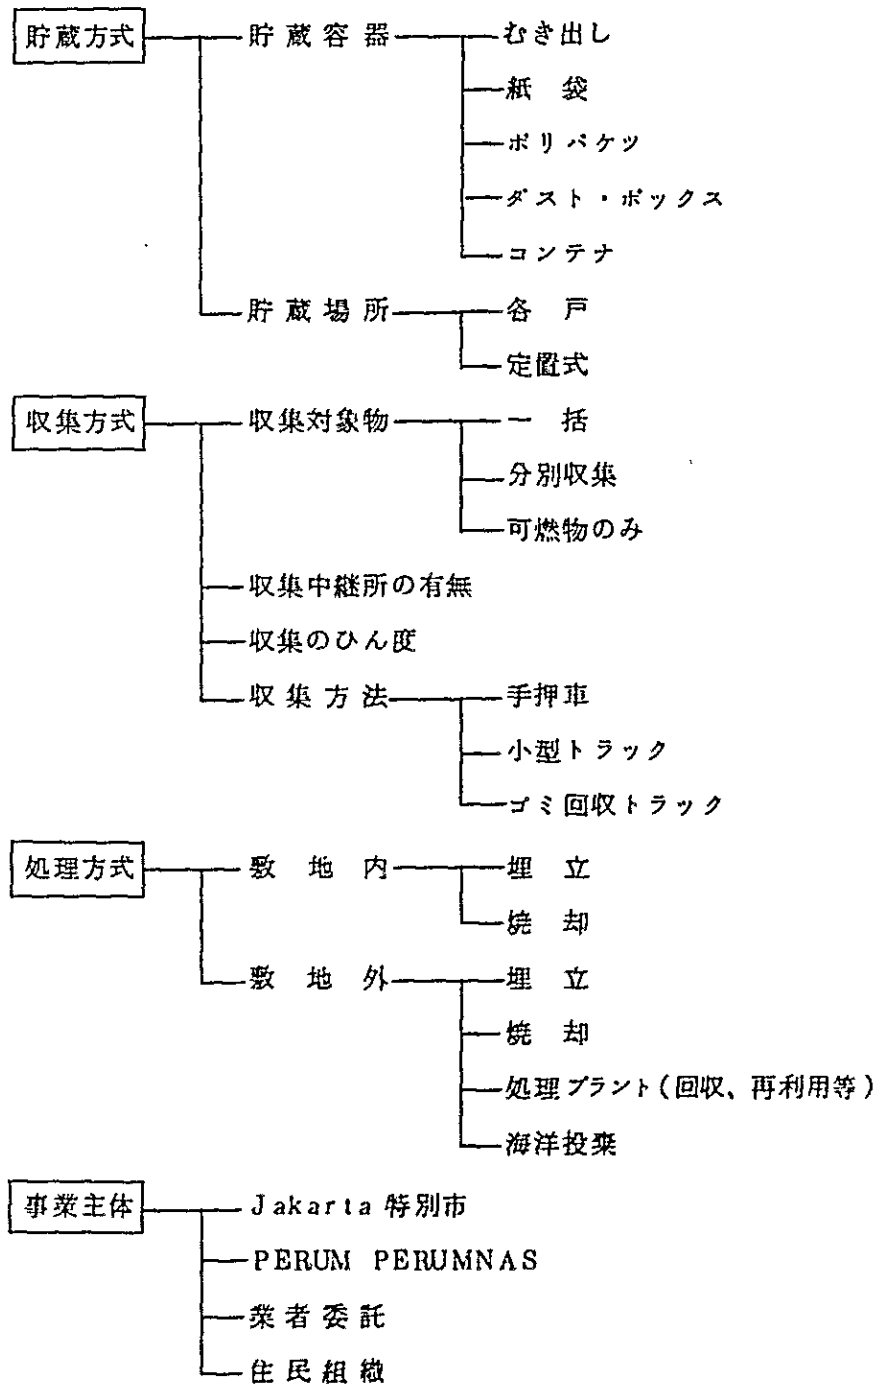 貯蔵方式 貯蔵容器 むき出し
紙袋
ポリバケツ
ダスト・ボックス
コンテナ
貯蔵場所 各戸
定置式
収集方式 収集対象物 一括
分別収集
可燃物のみ
収集中継所の有無
収集のひん度
収集方法 手押車
小型トラック
ゴミ回収トラック
処理方式 敷地内 埋立
焼却
敷地外 埋立
焼却
処理プラント(回収、再利用等)
海洋投棄
事業主体 Jakarta特別市
PERUM PERUMNAS
業者委託
住民組織